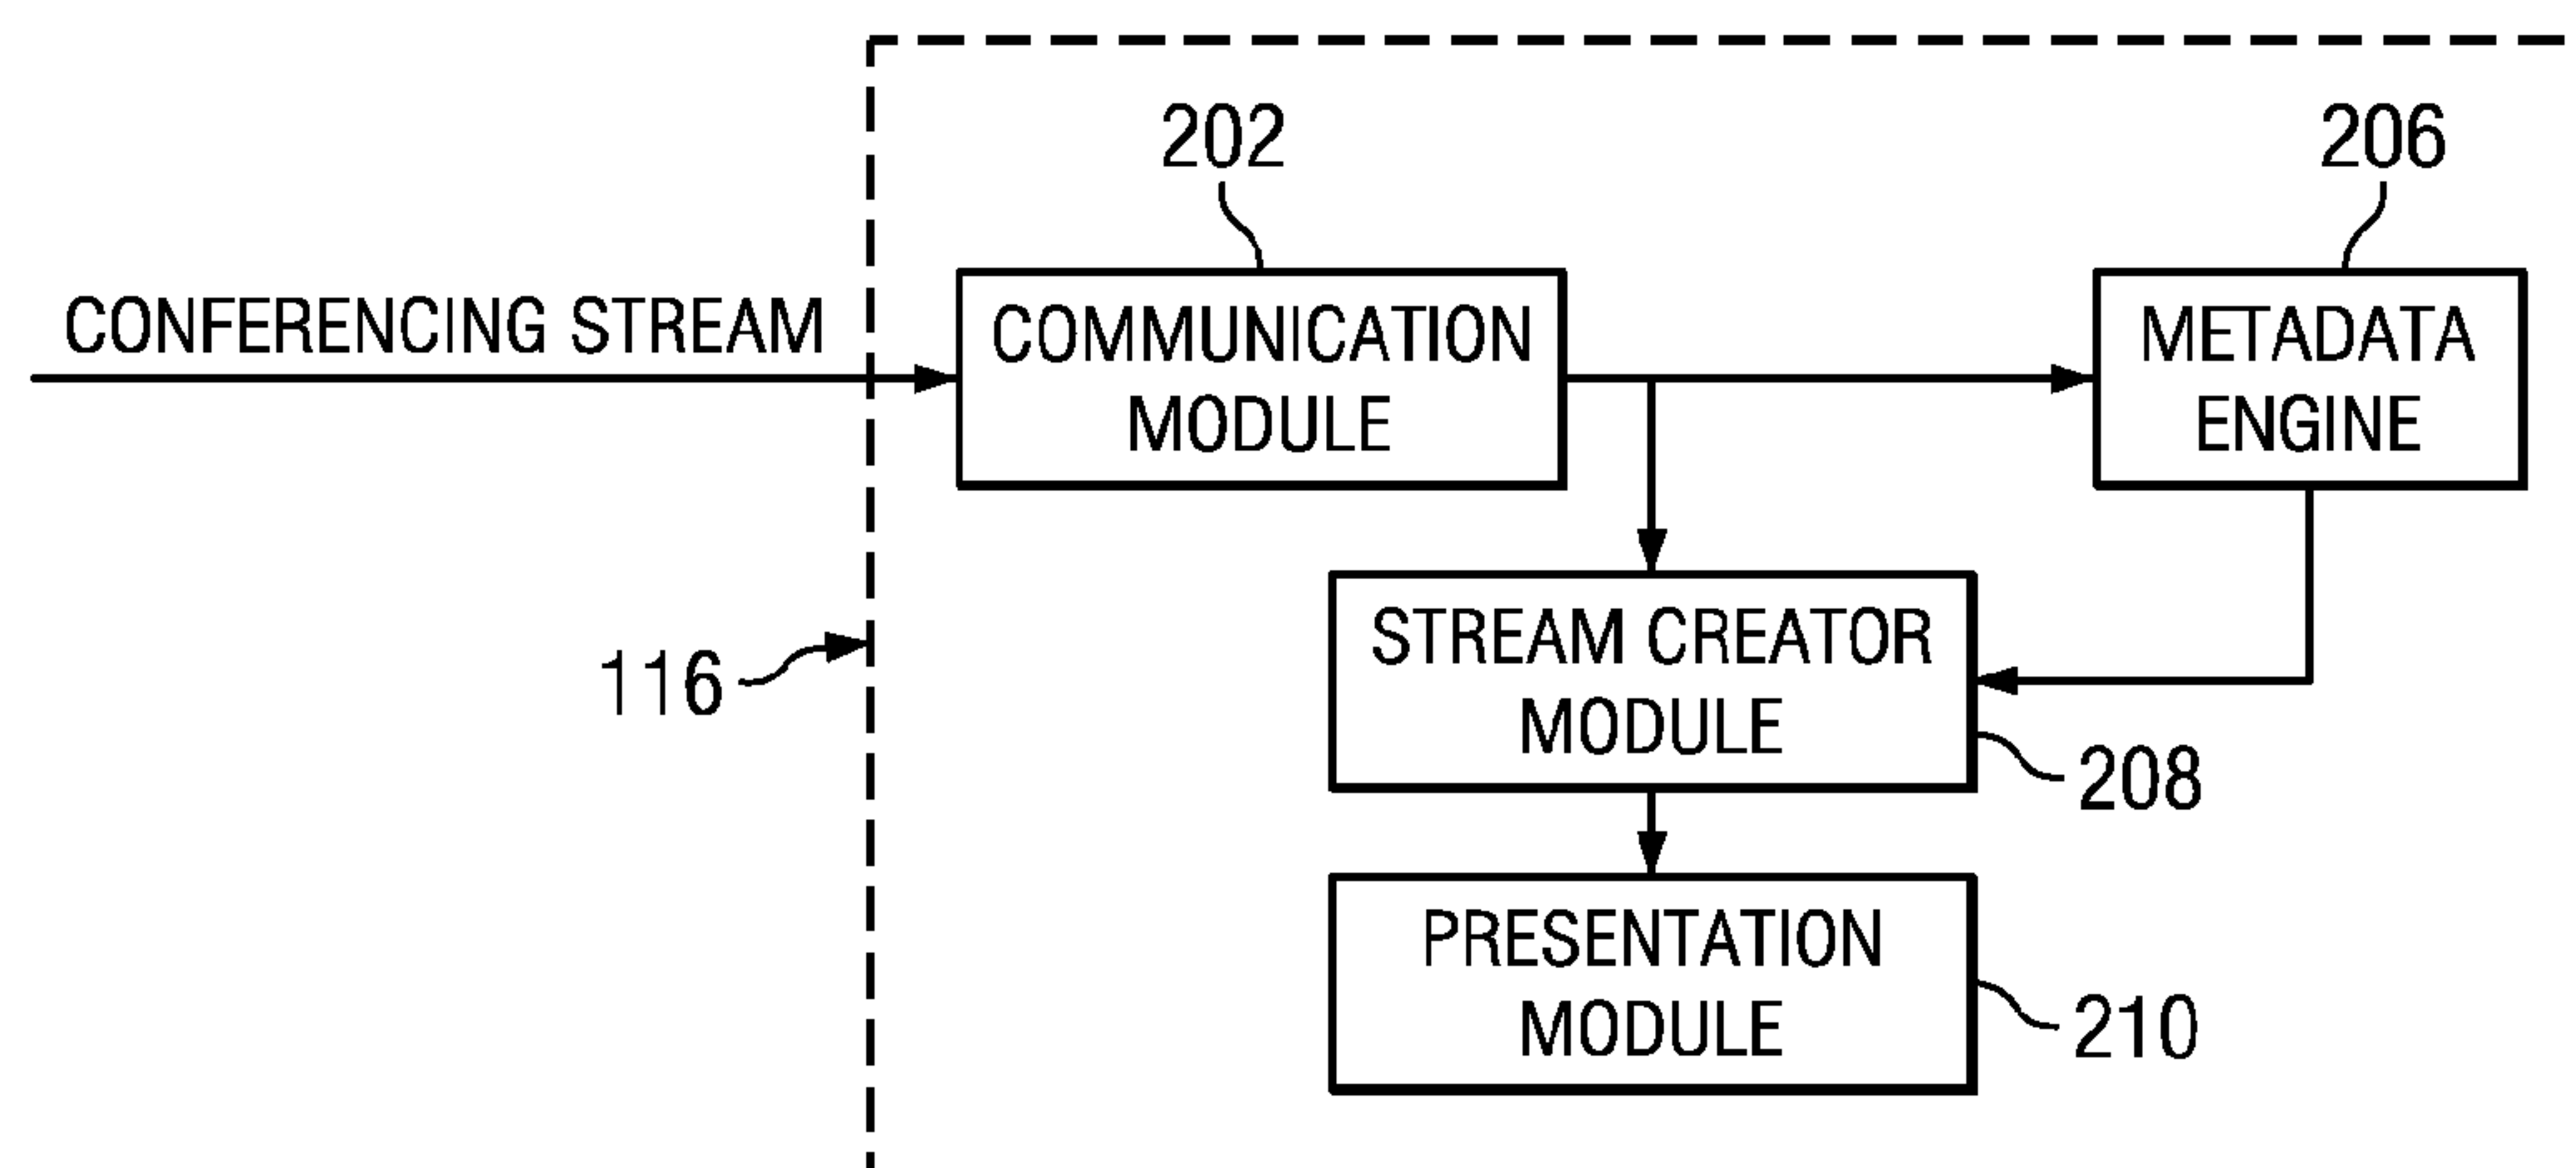 202
206
CONFERENCING STREAM
COMMUNICATION
MODULE
METADATA
ENGINE
116
STREAM CREATOR
MODULE
208
PRESENTATION
MODULE
210